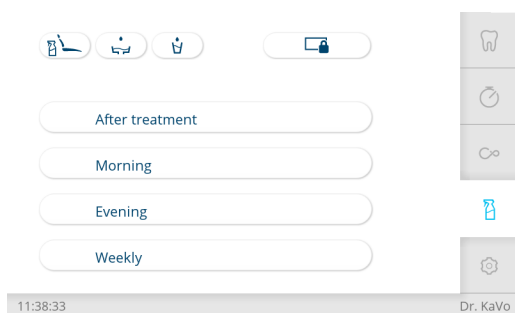 After treatment
Morning
Evening
Weekly
11:38:33 Dr. KaVo